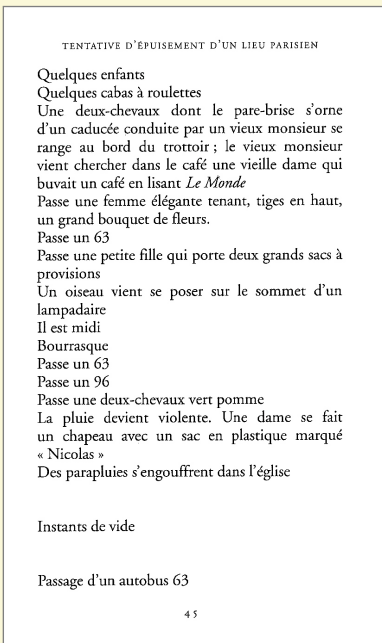 TENTATIVE D'ÉPUISEMENT D'UN LIEU PARISIEN
Quelques enfants
Quelques cabas à roulettes
Une deux-chevaux dont le pare-brise s'orne
d'un caducée conduite par un vieux monsieur se
range au bord du trottoir ; le vieux monsieur
vient chercher dans le café une vieille dame qui
buvait un café en lisant Le Monde
Passe une femme élégante tenant, tiges en haut,
un grand bouquet de fleurs.
Passe un 63
Passe une petite fille qui porte deux grands sacs à
provisions
Un oiseau vient se poser sur le sommet d'un
lampadaire
Il est midi
Bourrasque
Passe un 63
Passe un 96
Passe une deux-chevaux vert pomme
La pluie devient violente. Une dame se fait
un chapeau avec un sac en plastique marqué
« Nicolas »
Des parapluies s'engouffrent dans l'église
Instants de vide
Passage d'un autobus 63
45